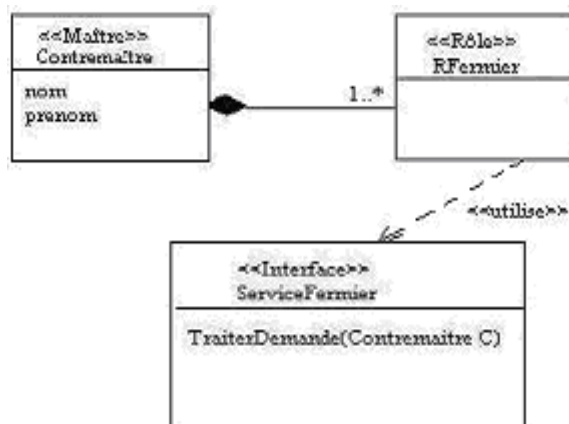 <<Maître>>
Contremaître
nom
prenom
1..*
<<Rôle>>
RFermier
<<utilise>>
<<Interface>>
ServiceFermier
TraiterDemande(Contremaitre C)